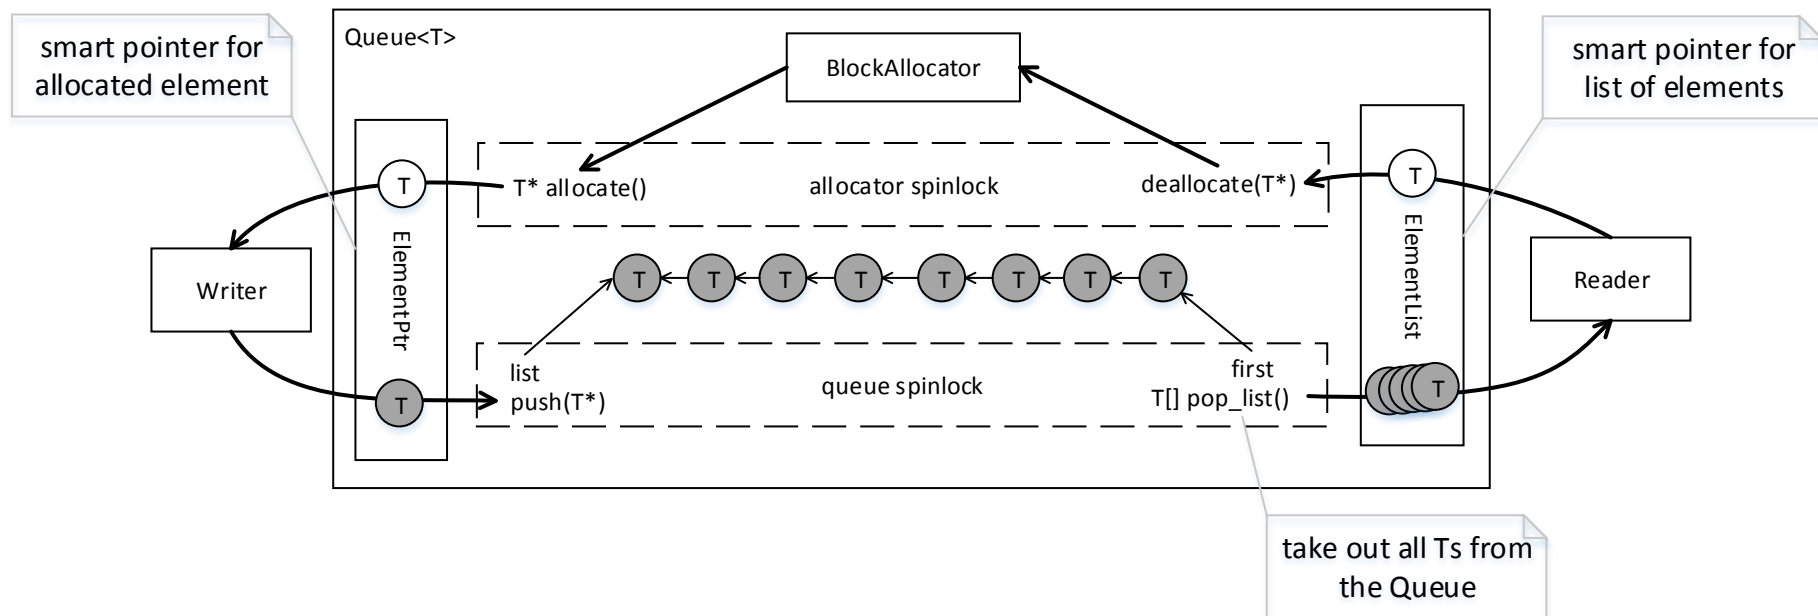 smart pointer for
allocated element
Queue<T>
BlockAllocator
smart pointer for
list of elements
T
T* allocate()
allocator spinlock
deallocate(T*)
T
ElementPtr
ElementList
Writer
T
T
T
T
T
T
T
T
Reader
list
push(T*)
queue spinlock
first
T[] pop_list()
T
T
take out all Ts from
the Queue